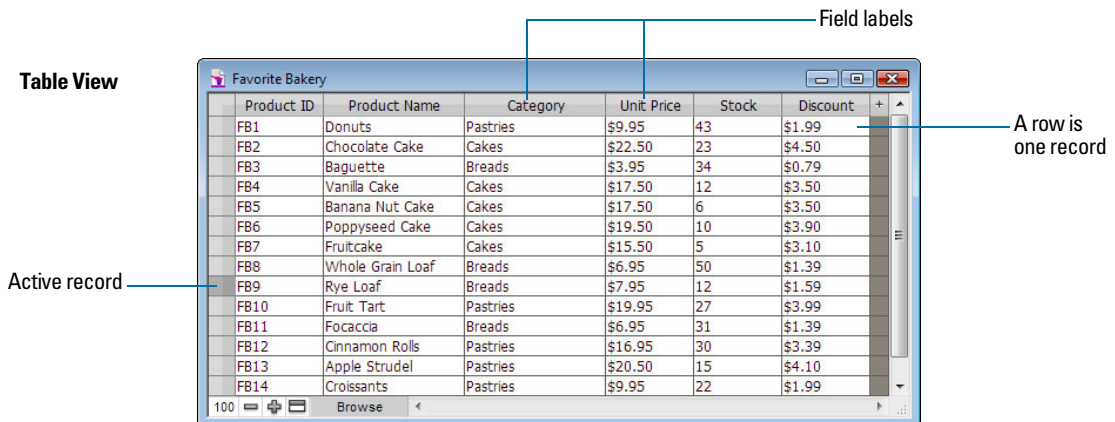 Field labels
Table View
Favorite Bakery
Product ID Product Name Category Unit Price Stock Discount +
FB1 Donuts Pastries $9.95 43 $1.99
A row is
one record
FB2 Chocolate Cake Cakes $22.50 23 $4.50
FB3 Baguette Breads $3.95 34 $0.79
FB4 Vanilla Cake Cakes $17.50 12 $3.50
FB5 Banana Nut Cake Cakes $17.50 6 $3.50
FB6 Poppyseed Cake Cakes $19.50 10 $3.90
FB7 Fruitcake Cakes $15.50 5 $3.10
FB8 Whole Grain Loaf Breads $6.95 50 $1.39
Active record
FB9 Rye Loaf Breads $7.95 12 $1.59
FB10 Fruit Tart Pastries $19.95 27 $3.99
FB11 Focaccia Breads $6.95 31 $1.39
FB12 Cinnamon Rolls Pastries $16.95 30 $3.39
FB13 Apple Strudel Pastries $20.50 15 $4.10
FB14 Croissants Pastries $9.95 22 $1.99
100 Browse